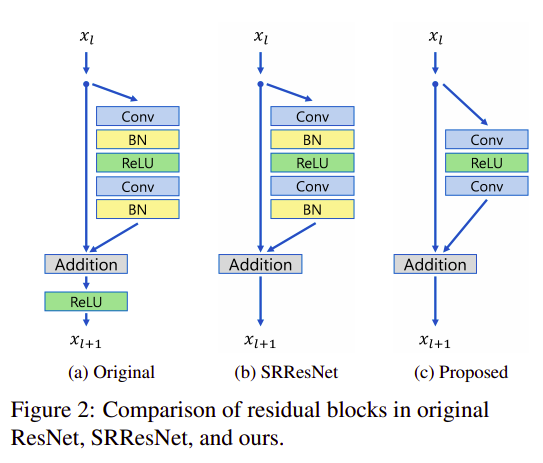 x_l
Conv
BN
ReLU
Conv
BN
Addition
ReLU
x_{l+1}
(a) Original
x_l
Conv
BN
ReLU
Conv
BN
Addition
x_{l+1}
(b) SRResNet
x_l
Conv
ReLU
Conv
Addition
x_{l+1}
(c) Proposed
Figure 2: Comparison of residual blocks in original
ResNet, SRResNet, and ours.